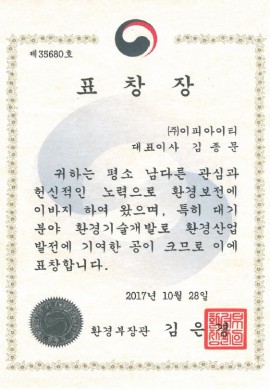 제35680호
표창장
㈜이피아이티
대표이사 김종문
귀하는 평소 남다른 관심과
헌신적인 노력으로 환경보전에
이바지 하여 왔으며, 특히 대기
분야 환경기술개발로 환경산업
발전에 기여한 공이 크므로 이에
표창합니다.
2017년 10월 28일
환경부장관 김은경